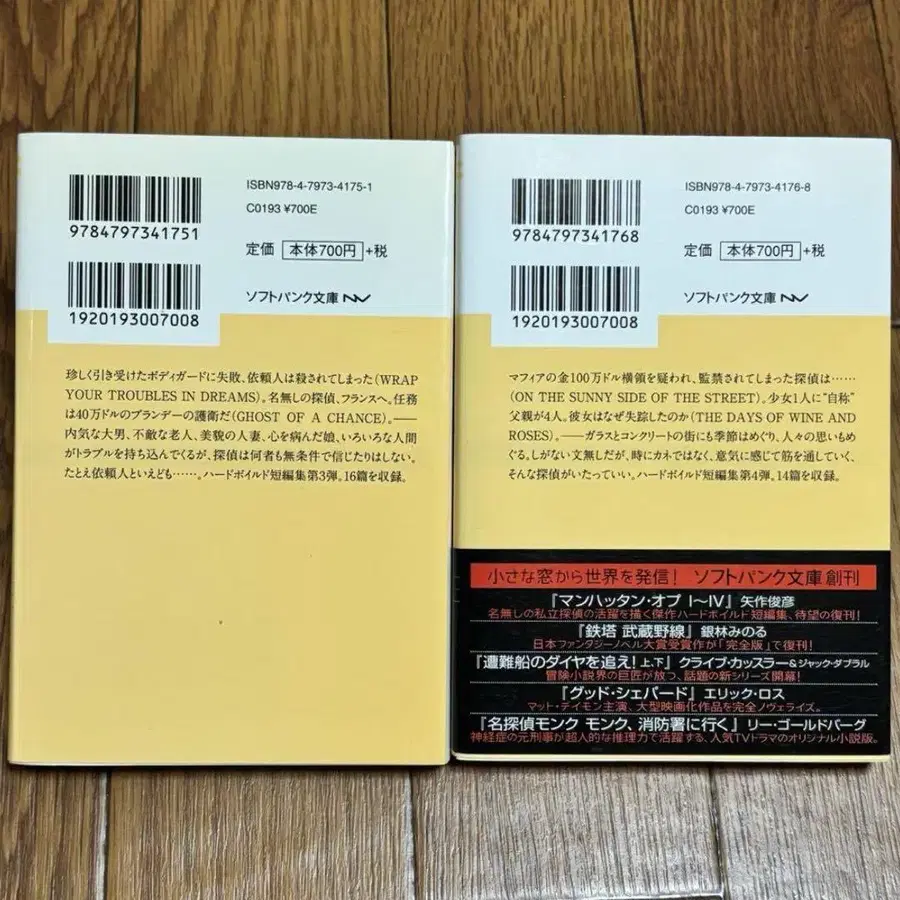 ISBN978-4-7973-4175-1
C0193 ¥700E
9784797341751
定価 本体700円 +税
ソフトバンク文庫 NV
1920193007008
珍しく引き受けたボディガードに失敗、依頼人は殺されてしまった(WRAP
YOUR TROUBLES IN DREAMS)。名無しの探偵、フランスへ。任務
は40万ドルのブランデーの護衛だ(GHOST OF A CHANCE)。——
内気な大男、不敵な老人、美貌の人妻、心を病んだ娘、いろいろな人間
がトラブルを持ち込んでくるが、探偵は何者も無条件で信じたりはしない。
たとえ依頼人といえども……。ハードボイルド短編集第3弾。16篇を収録。
ISBN978-4-7973-4176-8
C0193 ¥700E
9784797341768
定価 本体700円 +税
ソフトバンク文庫 NV
1920193007008
マフィアの金100万ドル横領を疑われ、監禁されてしまった探偵は……
(ON THE SUNNY SIDE OF THE STREET)。少女1人に"自称"
父親が4人。彼女はなぜ失踪したのか(THE DAYS OF WINE AND
ROSES)。——ガラスとコンクリートの街にも季節はめぐり、人々の思いもめ
ぐる。しがない文無しだが、時にカネではなく、意気に感じて筋を通していく、
そんな探偵がいたっていい。ハードボイルド短編集第4弾。14篇を収録。
小さな窓から世界を発信! ソフトバンク文庫 創刊
『マンハッタン・オプ I〜IV』 矢作俊彦
名無しの私立探偵の活躍を描く傑作ハードボイルド短編集、待望の復刊!
『鉄塔 武蔵野線』 銀林みのる
日本ファンタジーノベル大賞受賞作が「完全版」で復刊!
『遭難船のダイヤを追え! 上、下』 クライブ・カッスラー&ジャック・ダブラル
冒険小説界の巨匠が放つ、話題の新シリーズ開幕!
『グッド・シェパード』 エリック・ロス
マット・デイモン主演、大型映画化作品を完全ノヴェライズ。
『名探偵モンク モンク、消防署に行く』 リー・ゴールドバーグ
神経症の元刑事が超人的な推理力で活躍する、人気TVドラマのオリジナル小説版。